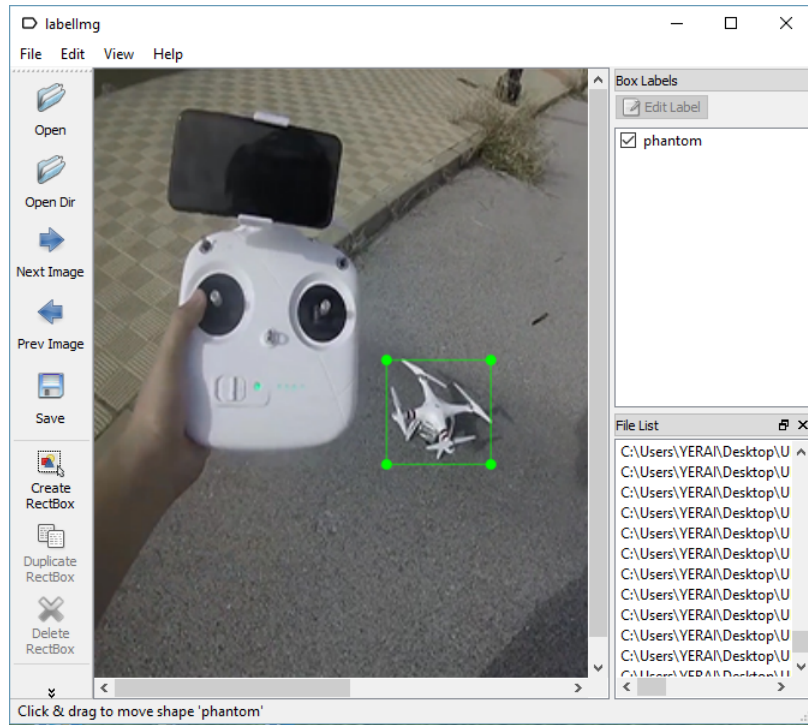 labelImg
File Edit View Help
Open
Open Dir
Next Image
Prev Image
Save
Create
RectBox
Duplicate
RectBox
Delete
RectBox
Box Labels
Edit Label
phantom
File List
C:\Users\YERAI\Desktop\U
C:\Users\YERAI\Desktop\U
C:\Users\YERAI\Desktop\U
C:\Users\YERAI\Desktop\U
C:\Users\YERAI\Desktop\U
C:\Users\YERAI\Desktop\U
C:\Users\YERAI\Desktop\U
C:\Users\YERAI\Desktop\U
C:\Users\YERAI\Desktop\U
C:\Users\YERAI\Desktop\U
C:\Users\YERAI\Desktop\U
C:\Users\YERAI\Desktop\U
Click & drag to move shape 'phantom'